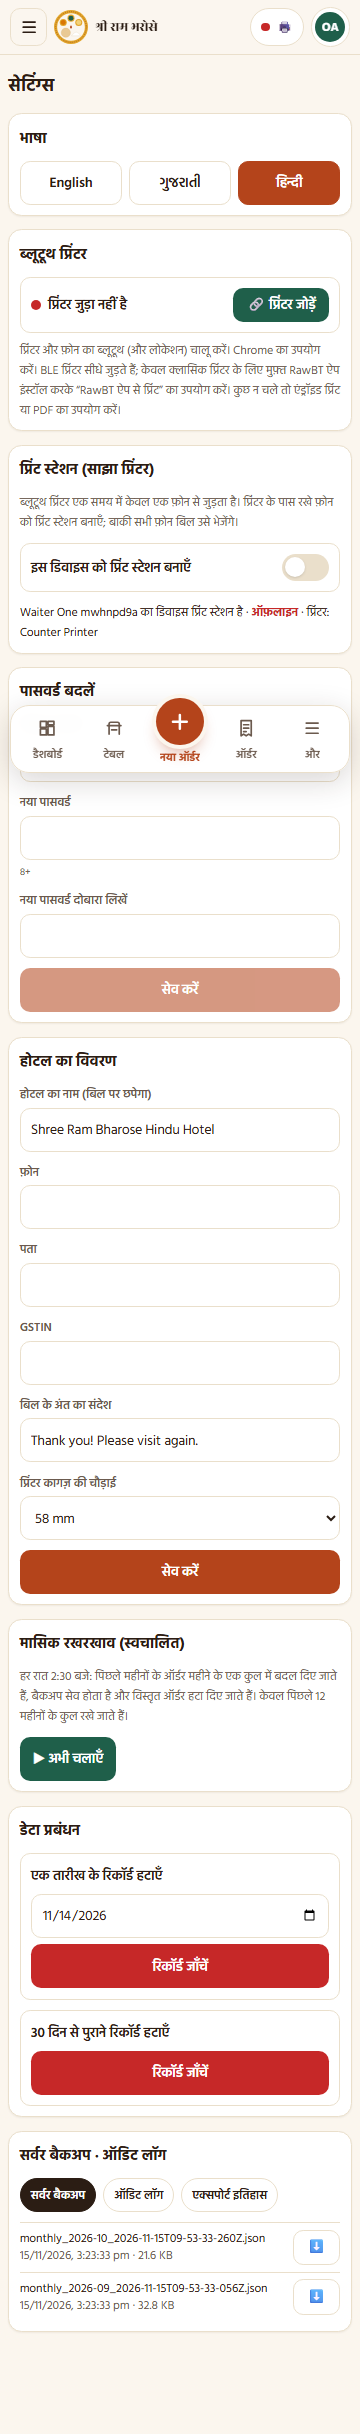 श्री राम भरोसे
OA
सेटिंग्स
भाषा
English
ગુજરાતી
हिन्दी
ब्लूटूथ प्रिंटर
प्रिंटर जुड़ा नहीं है
प्रिंटर जोड़ें
प्रिंटर और फ़ोन का ब्लूटूथ (और लोकेशन) चालू करें। Chrome का उपयोग
करें। BLE प्रिंटर सीधे जुड़ते हैं; केवल क्लासिक प्रिंटर के लिए मुफ़्त RawBT ऐप
इंस्टॉल करके “RawBT ऐप से प्रिंट” का उपयोग करें। कुछ न चले तो एंड्रॉइड प्रिंट
या PDF का उपयोग करें।
प्रिंट स्टेशन (साझा प्रिंटर)
ब्लूटूथ प्रिंटर एक समय में केवल एक फ़ोन से जुड़ता है। प्रिंटर के पास रखे फ़ोन
को प्रिंट स्टेशन बनाएँ; बाकी सभी फ़ोन बिल उसे भेजेंगे।
इस डिवाइस को प्रिंट स्टेशन बनाएँ
Waiter One mwhnpd9a का डिवाइस प्रिंट स्टेशन है · ऑफ़लाइन · प्रिंटर:
Counter Printer
पासवर्ड बदलें
डैशबोर्ड
टेबल
नया ऑर्डर
ऑर्डर
और
नया पासवर्ड
8+
नया पासवर्ड दोबारा लिखें
सेव करें
होटल का विवरण
होटल का नाम (बिल पर छपेगा)
Shree Ram Bharose Hindu Hotel
फ़ोन
पता
GSTIN
बिल के अंत का संदेश
Thank you! Please visit again.
प्रिंटर कागज़ की चौड़ाई
58 mm
सेव करें
मासिक रखरखाव (स्वचालित)
हर रात 2:30 बजे: पिछले महीनों के ऑर्डर महीने के एक कुल में बदल दिए जाते
हैं, बैकअप सेव होता है और विस्तृत ऑर्डर हटा दिए जाते हैं। केवल पिछले 12
महीनों के कुल रखे जाते हैं।
▶ अभी चलाएँ
डेटा प्रबंधन
एक तारीख के रिकॉर्ड हटाएँ
11/14/2026
रिकॉर्ड जाँचें
30 दिन से पुराने रिकॉर्ड हटाएँ
रिकॉर्ड जाँचें
सर्वर बैकअप · ऑडिट लॉग
सर्वर बैकअप
ऑडिट लॉग
एक्सपोर्ट इतिहास
monthly_2026-10_2026-11-15T09-53-33-260Z.json
15/11/2026, 3:23:33 pm · 21.6 KB
monthly_2026-09_2026-11-15T09-53-33-056Z.json
15/11/2026, 3:23:33 pm · 32.8 KB